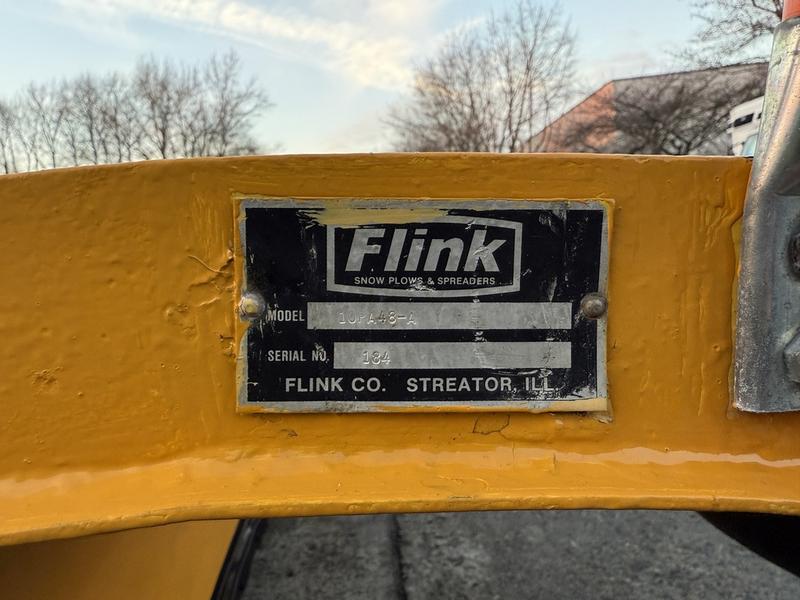 Flink
SNOW PLOWS & SPREADERS
MODEL 10PA48-A
SERIAL NO. 184
FLINK CO. STREATOR, ILL.